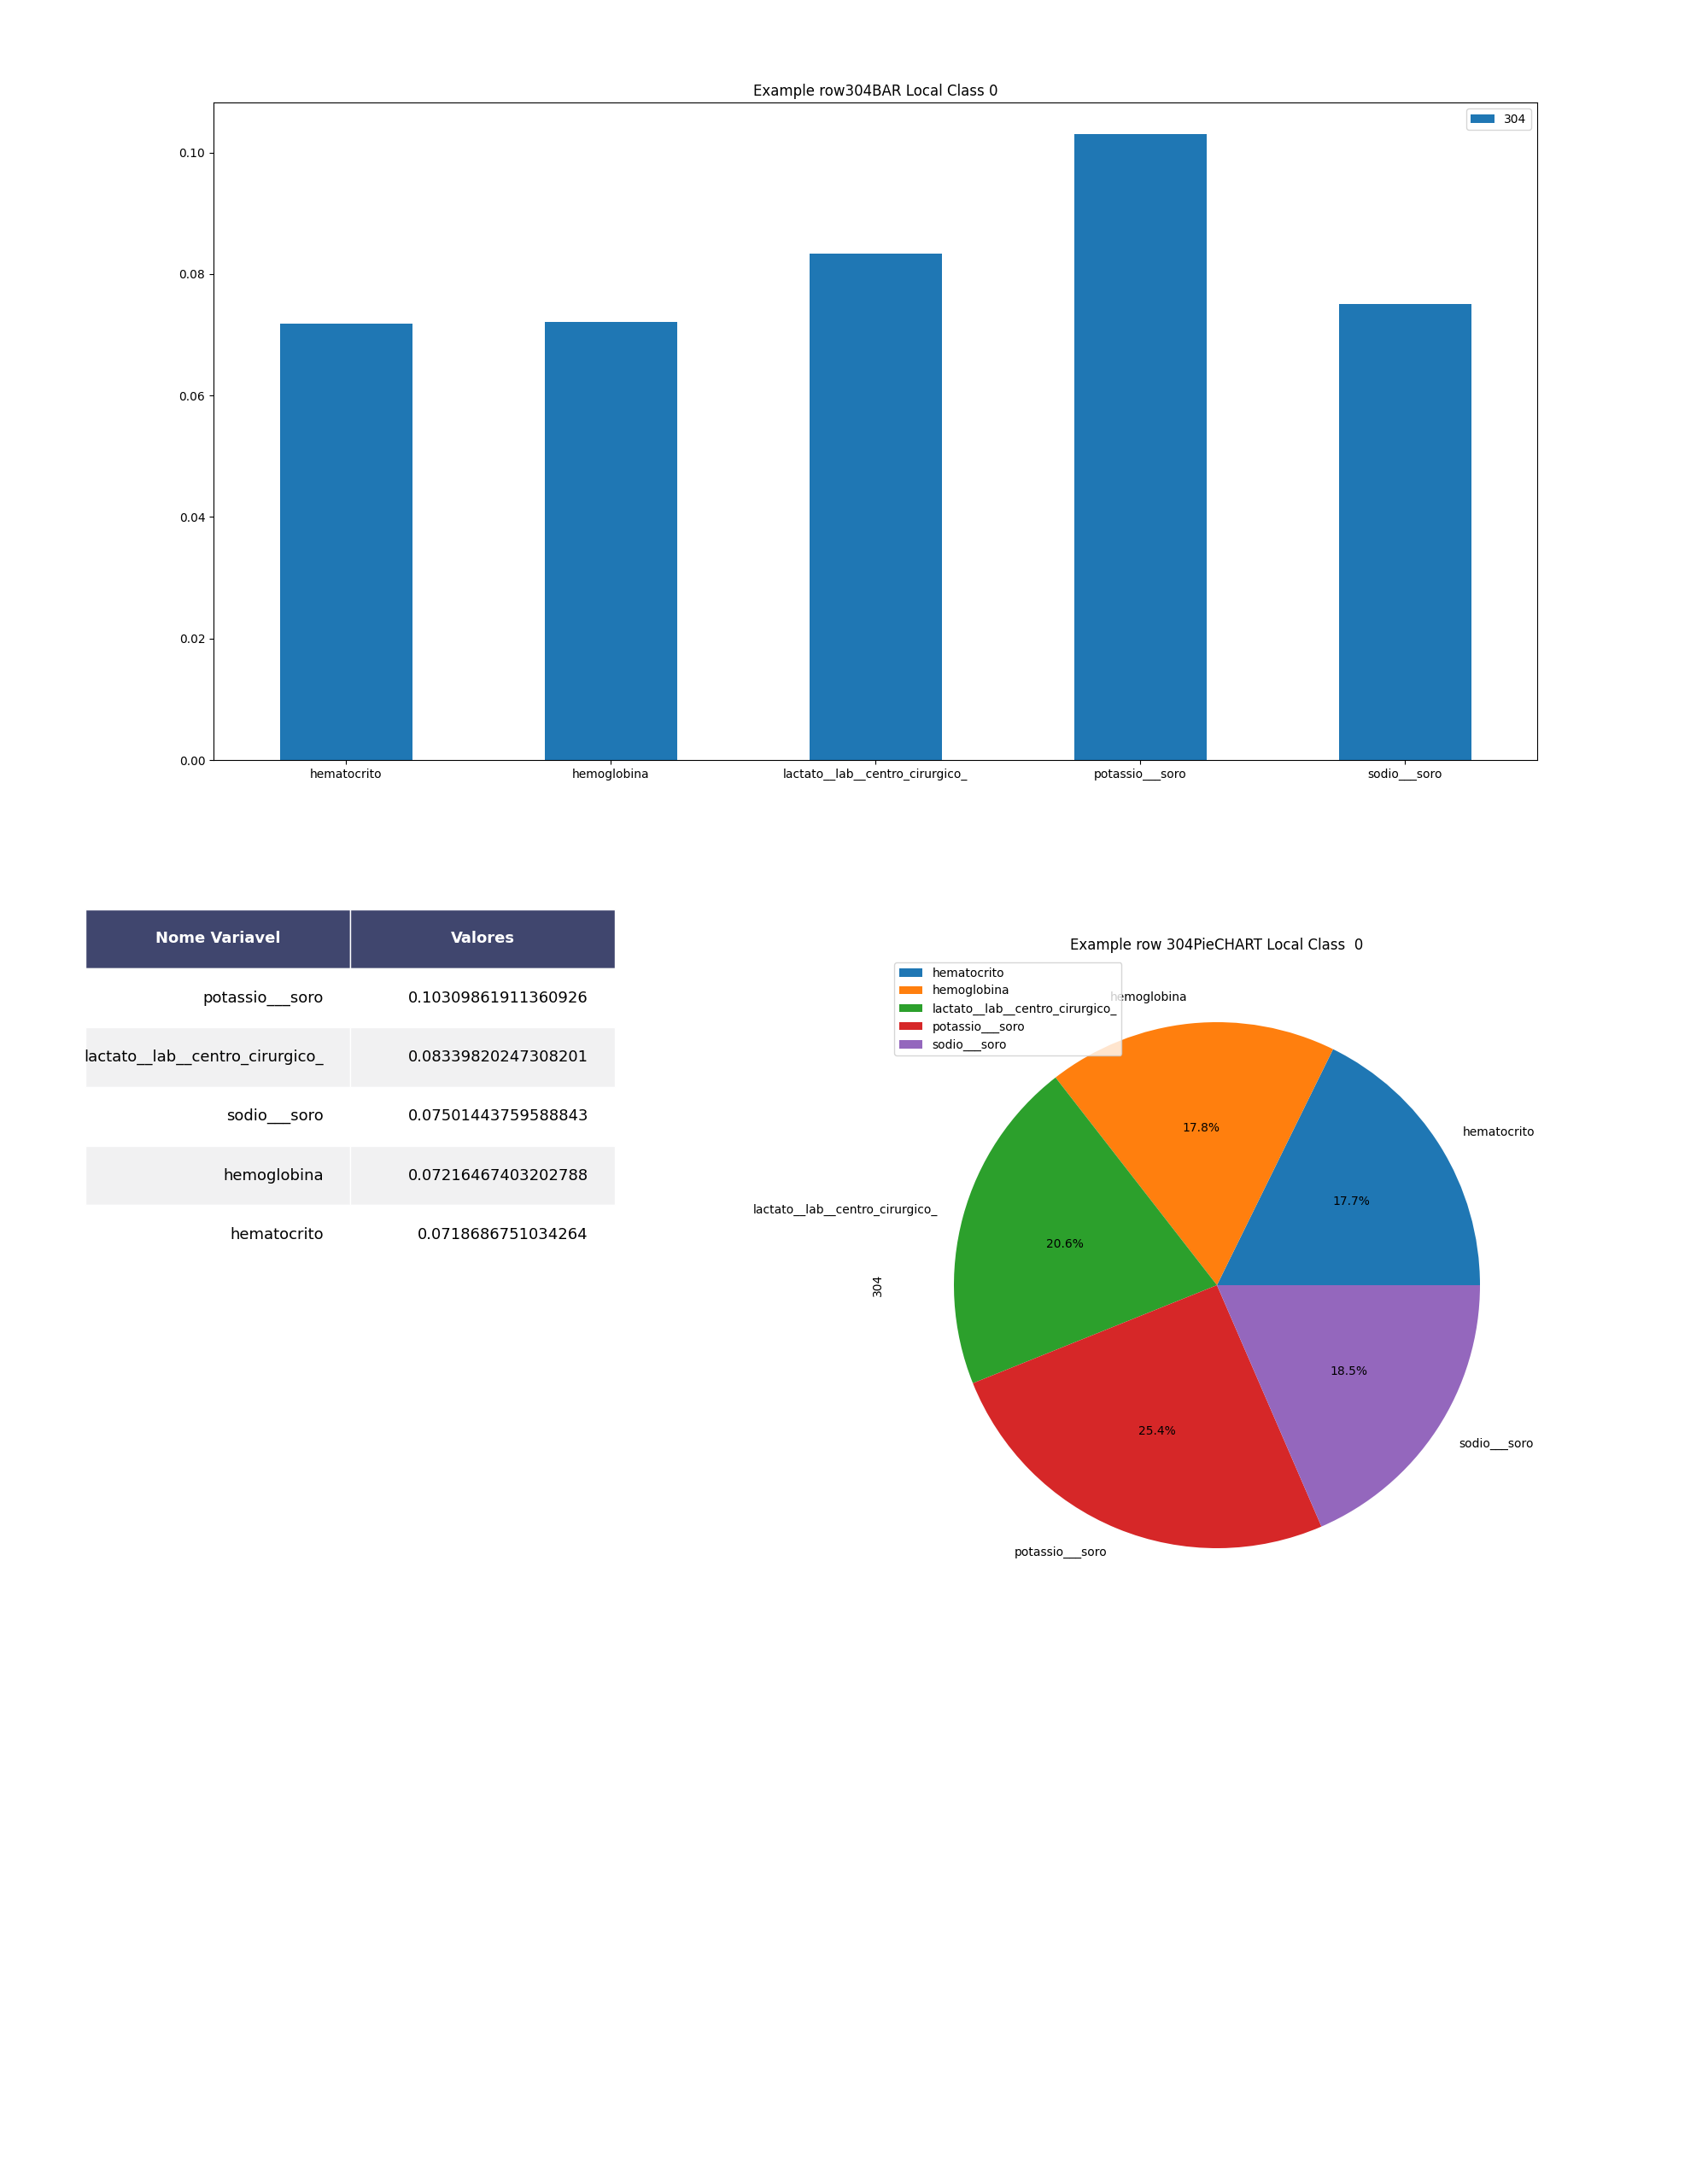 Example row304BAR Local Class 0
304
0.10
0.08
0.06
0.04
0.02
0.00
hematocrito
hemoglobina
lactato__lab__centro_cirurgico_
potassio___soro
sodio___soro
Nome Variavel Valores
potassio___soro 0.10309861911360926
lactato__lab__centro_cirurgico_ 0.08339820247308201
sodio___soro 0.07501443759588843
hemoglobina 0.07216467403202788
hematocrito 0.0718686751034264
Example row 304PieCHART Local Class  0
hematocrito
hemoglobina
lactato__lab__centro_cirurgico_
potassio___soro
sodio___soro
hemoglobina
17.8%
hematocrito
17.7%
lactato__lab__centro_cirurgico_
20.6%
304
18.5%
25.4%
sodio___soro
potassio___soro